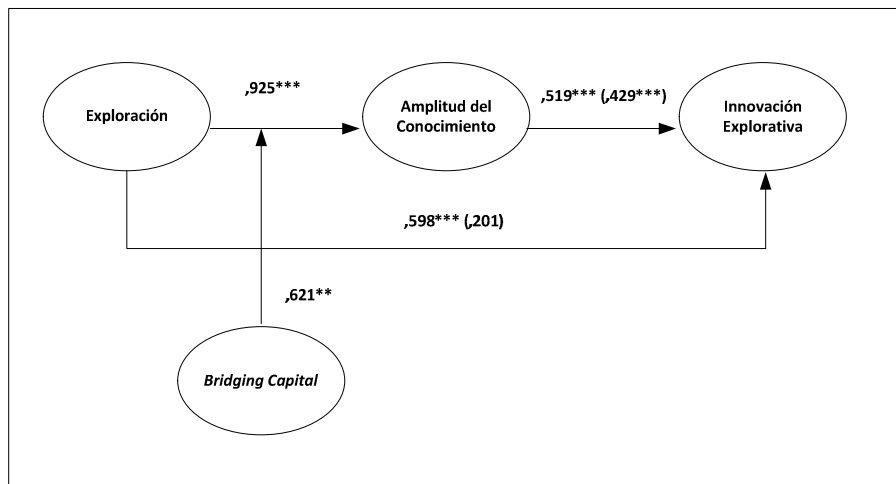 ,925***
,519*** (,429***)
Exploración
Amplitud del
Conocimiento
Innovación
Explorativa
,598*** (,201)
,621**
Bridging Capital